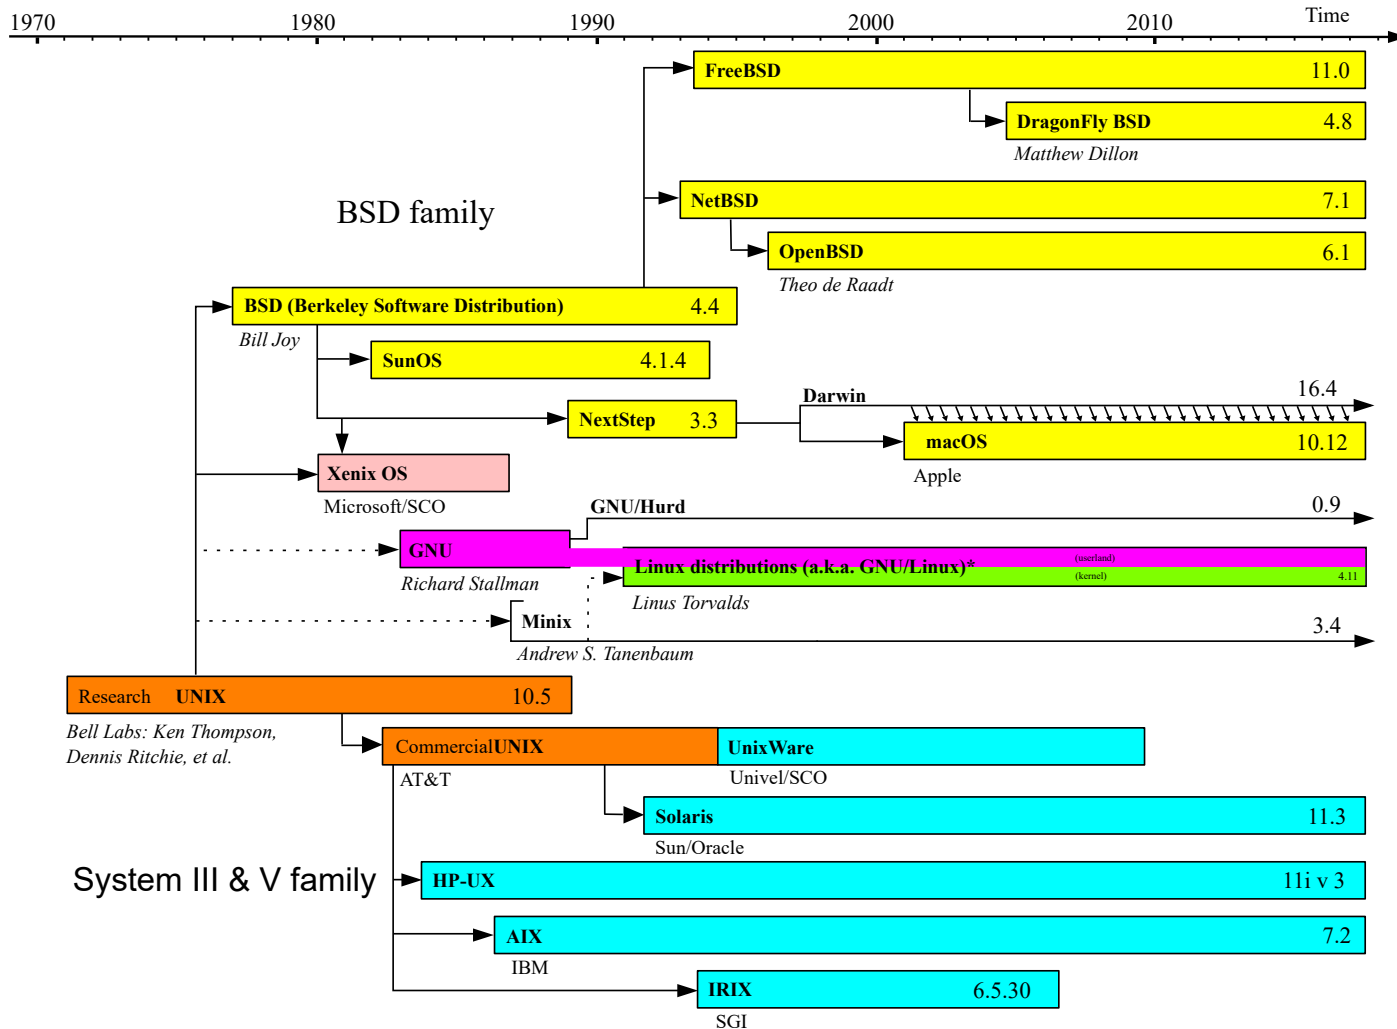 1970 1980 1990 2000 2010 Time
FreeBSD 11.0
DragonFly BSD 4.8
Matthew Dillon
BSD family
NetBSD 7.1
OpenBSD 6.1
Theo de Raadt
BSD (Berkeley Software Distribution) 4.4
Bill Joy
SunOS 4.1.4
Darwin 16.4
NextStep 3.3
macOS 10.12
Apple
Xenix OS
Microsoft/SCO
GNU/Hurd 0.9
GNU
Richard Stallman
Linux distributions (a.k.a. GNU/Linux)*
(userland)
(kernel) 4.11
Linus Torvalds
Minix 3.4
Andrew S. Tanenbaum
Research UNIX 10.5
Bell Labs: Ken Thompson,
Dennis Ritchie, et al.
CommercialUNIX
AT&T
UnixWare
Univel/SCO
Solaris 11.3
Sun/Oracle
System III & V family
HP-UX 11i v 3
AIX 7.2
IBM
IRIX 6.5.30
SGI